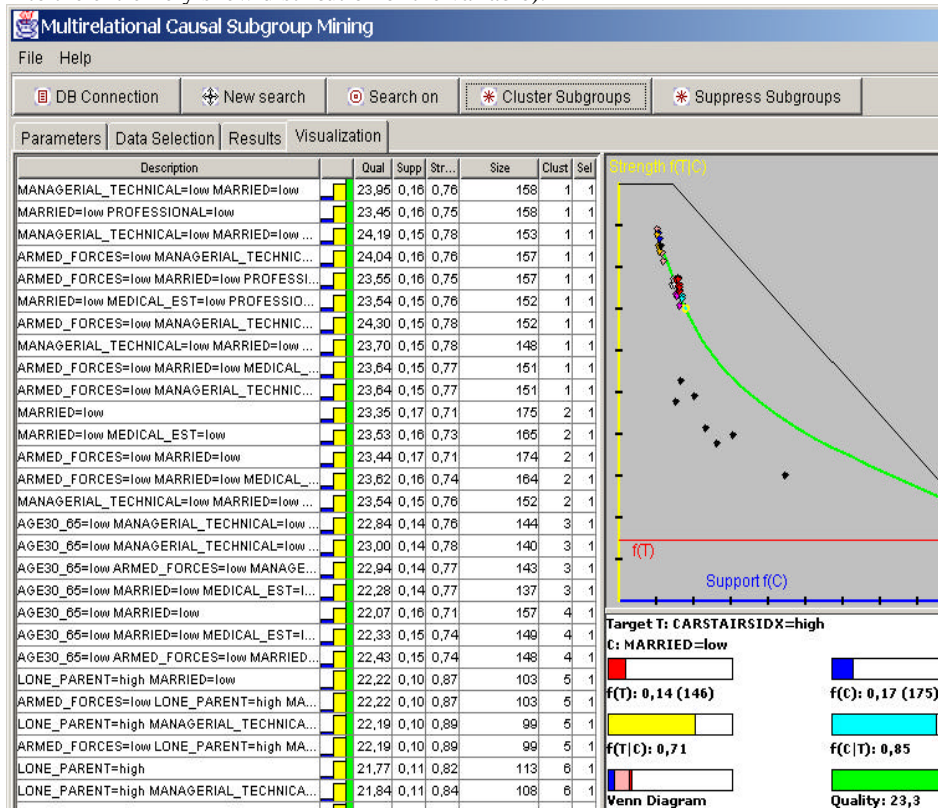 Multirelational Causal Subgroup Mining
File Help
DB Connection New search Search on Cluster Subgroups Suppress Subgroups
Parameters Data Selection Results Visualization
Description Qual Supp Str... Size Clust Sel
MANAGERIAL_TECHNICAL=low MARRIED=low 23,95 0,16 0,76 158 1 1
MARRIED=low PROFESSIONAL=low 23,45 0,16 0,75 158 1 1
MANAGERIAL_TECHNICAL=low MARRIED=low ... 24,19 0,15 0,78 153 1 1
ARMED_FORCES=low MANAGERIAL_TECHNIC... 24,04 0,16 0,76 157 1 1
ARMED_FORCES=low MARRIED=low PROFESSI... 23,55 0,16 0,75 157 1 1
MARRIED=low MEDICAL_EST=low PROFESSIO... 23,54 0,15 0,76 152 1 1
ARMED_FORCES=low MANAGERIAL_TECHNIC... 24,30 0,15 0,78 152 1 1
MANAGERIAL_TECHNICAL=low MARRIED=low ... 23,70 0,15 0,78 148 1 1
ARMED_FORCES=low MARRIED=low MEDICAL_... 23,64 0,15 0,77 151 1 1
ARMED_FORCES=low MANAGERIAL_TECHNIC... 23,64 0,15 0,77 151 1 1
MARRIED=low 23,35 0,17 0,71 175 2 1
MARRIED=low MEDICAL_EST=low 23,53 0,16 0,73 165 2 1
ARMED_FORCES=low MARRIED=low 23,44 0,17 0,71 174 2 1
ARMED_FORCES=low MARRIED=low MEDICAL_... 23,62 0,16 0,74 164 2 1
MANAGERIAL_TECHNICAL=low MARRIED=low ... 23,54 0,15 0,76 152 2 1
AGE30_65=low MANAGERIAL_TECHNICAL=low ... 22,84 0,14 0,76 144 3 1
AGE30_65=low MANAGERIAL_TECHNICAL=low ... 23,00 0,14 0,78 140 3 1
AGE30_65=low ARMED_FORCES=low MANAGE... 22,94 0,14 0,77 143 3 1
AGE30_65=low MARRIED=low MEDICAL_EST=l... 22,28 0,14 0,77 137 3 1
AGE30_65=low MARRIED=low 22,07 0,16 0,71 157 4 1
AGE30_65=low MARRIED=low MEDICAL_EST=l... 22,33 0,15 0,74 149 4 1
AGE30_65=low ARMED_FORCES=low MARRIED... 22,43 0,15 0,74 148 4 1
LONE_PARENT=high MARRIED=low 22,22 0,10 0,87 103 5 1
ARMED_FORCES=low LONE_PARENT=high MA... 22,22 0,10 0,87 103 5 1
LONE_PARENT=high MANAGERIAL_TECHNICA... 22,19 0,10 0,89 99 5 1
ARMED_FORCES=low LONE_PARENT=high MA... 22,19 0,10 0,89 99 5 1
LONE_PARENT=high 21,77 0,11 0,82 113 6 1
LONE_PARENT=high MANAGERIAL_TECHNICA... 21,84 0,11 0,84 108 6 1
Strength f(T|C)
f(T)
Support f(C)
Target T: CARSTAIRSIDX=high
C: MARRIED=low
f(T): 0,14 (146) f(C): 0,17 (175)
f(T|C): 0,71 f(C|T): 0,85
Venn Diagram Quality: 23,3